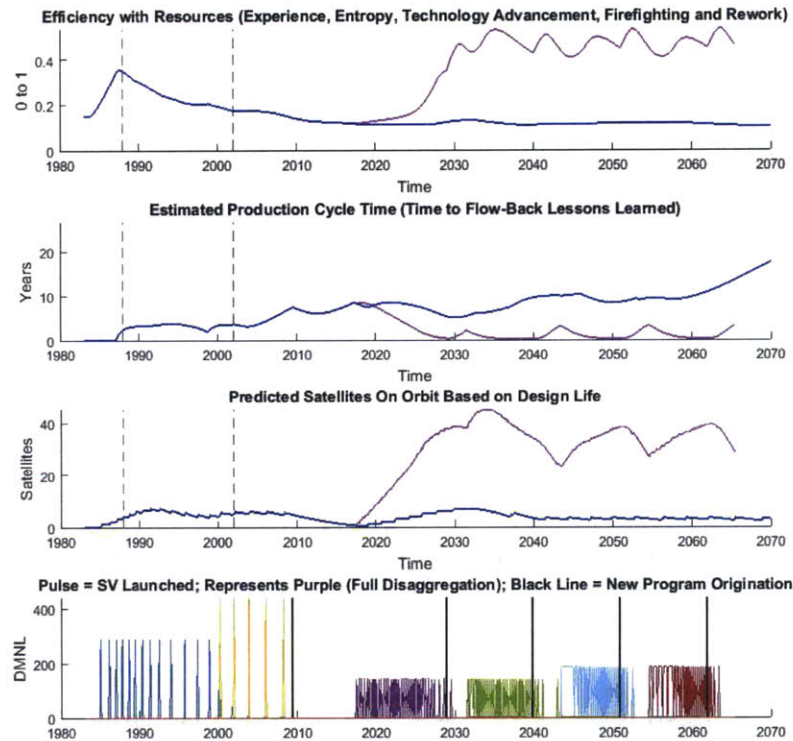 Efficiency with Resources (Experience, Entropy, Technology Advancement, Firefighting and Rework)
0 to 1
0.4
0.2
0
1980 1990 2000 2010 2020 2030 2040 2050 2060 2070
Time
Estimated Production Cycle Time (Time to Flow-Back Lessons Learned)
Years
20
10
0
1980 1990 2000 2010 2020 2030 2040 2050 2060 2070
Time
Predicted Satellites On Orbit Based on Design Life
Satellites
40
20
0
1980 1990 2000 2010 2020 2030 2040 2050 2060 2070
Time
Pulse = SV Launched; Represents Purple (Full Disaggregation); Black Line = New Program Origination
DMNL
400
200
0
1980 1990 2000 2010 2020 2030 2040 2050 2060 2070